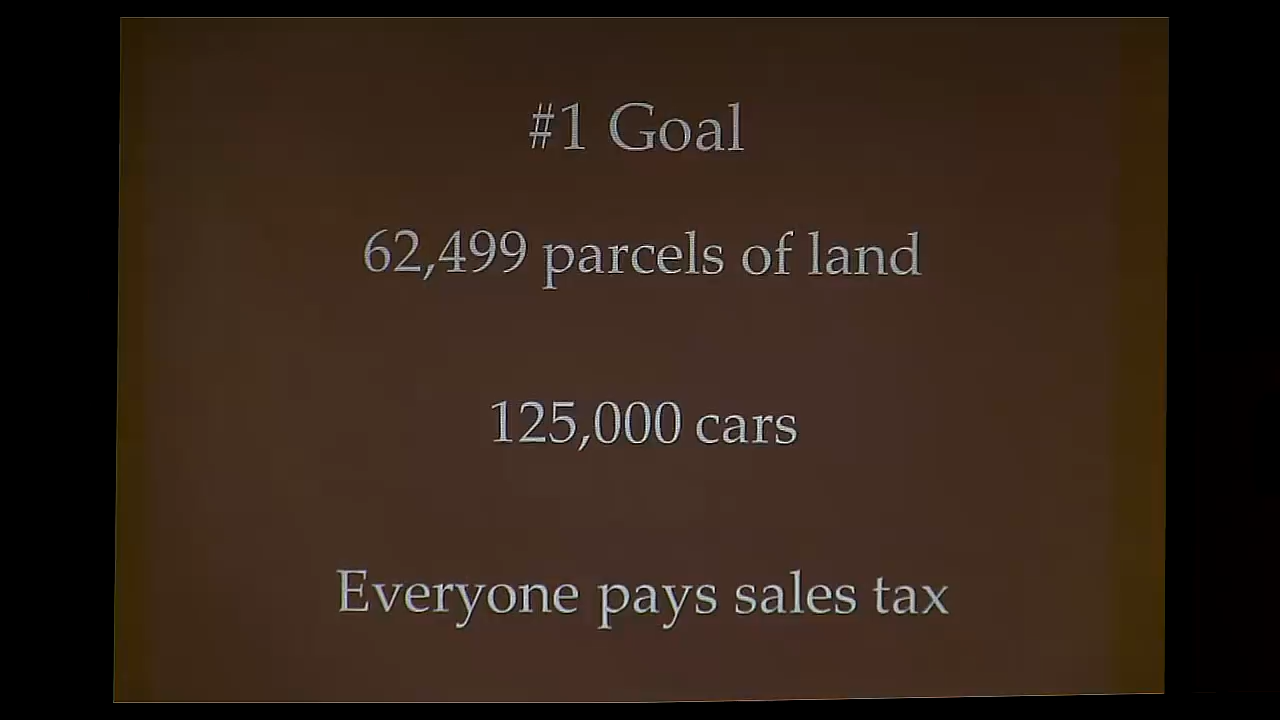 #1 Goal
62,499 parcels of land
125,000 cars
Everyone pays sales tax